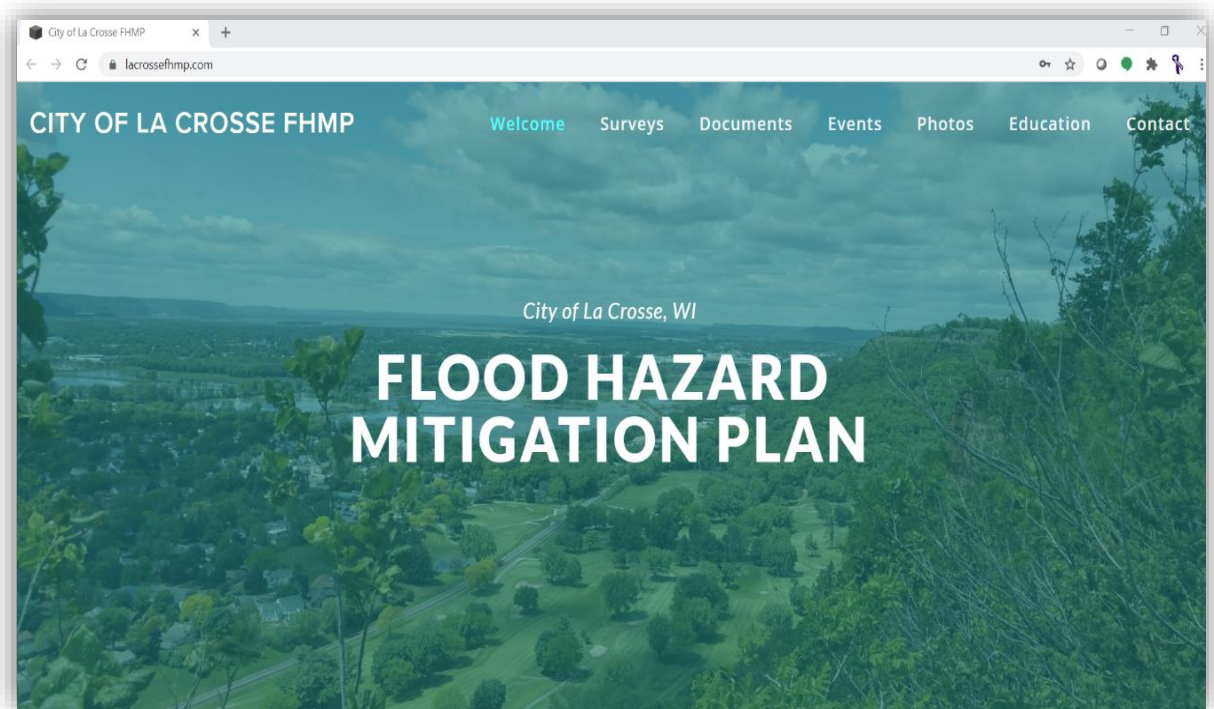 City of La Crosse FHMP
lacrossefhmp.com
CITY OF LA CROSSE FHMP
Welcome Surveys Documents Events Photos Education Contact
City of La Crosse, WI
FLOOD HAZARD
MITIGATION PLAN